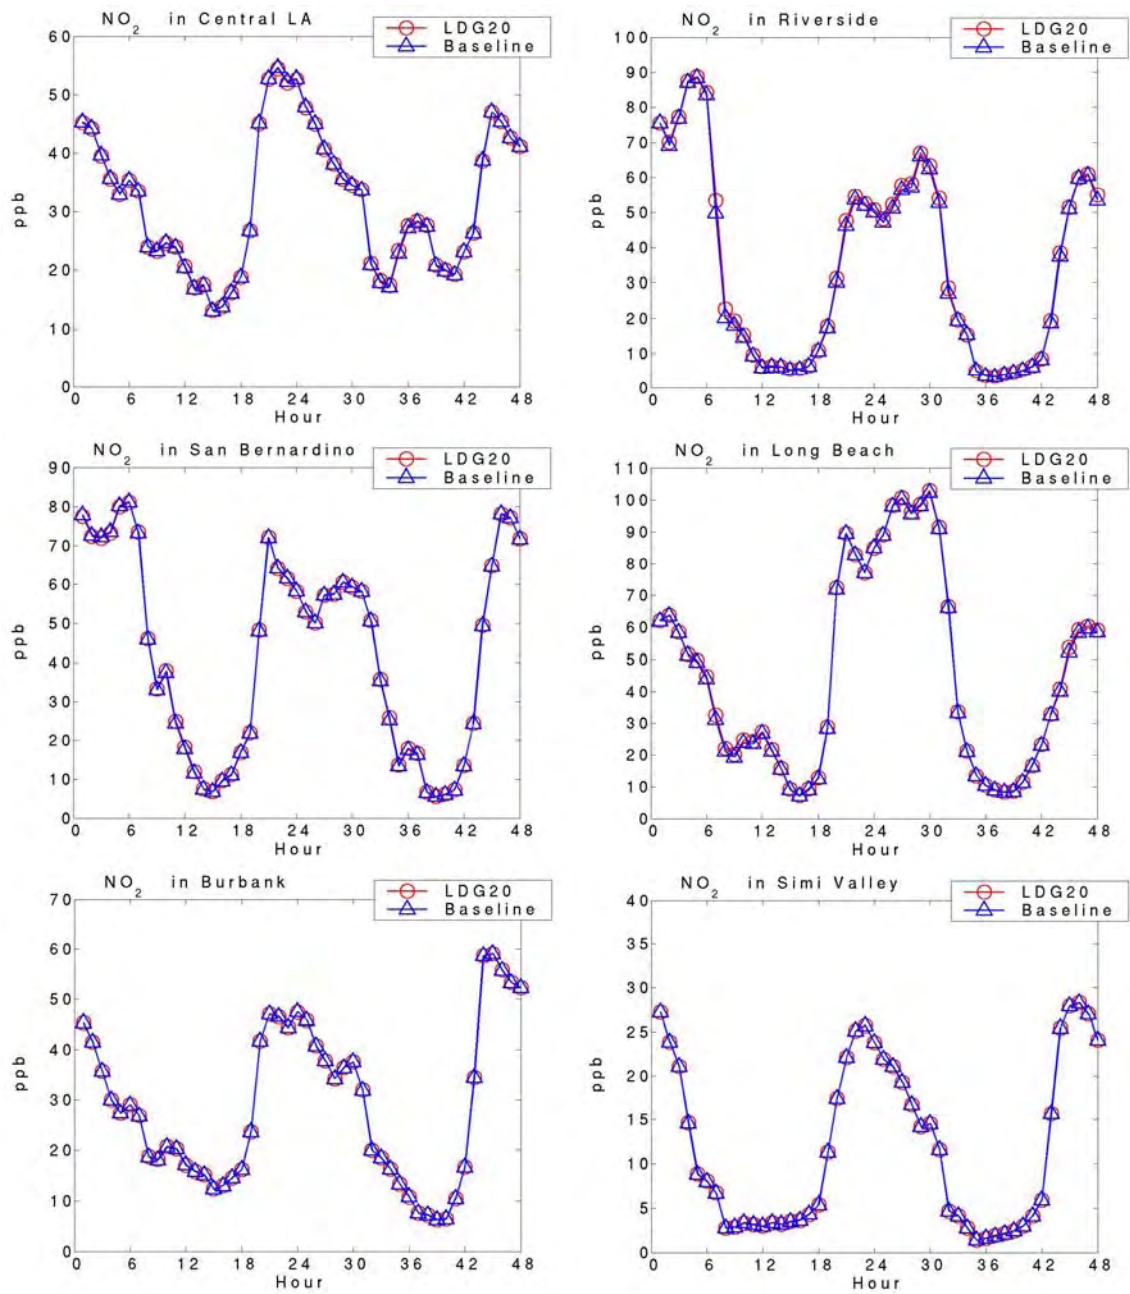 NO2 in Central LA
LDG20
Baseline
60
50
40
30
20
10
0
ppb
0 6 12 18 24 30 36 42 48
Hour
NO2 in Riverside
LDG20
Baseline
100
90
80
70
60
50
40
30
20
10
0
ppb
0 6 12 18 24 30 36 42 48
Hour
NO2 in San Bernardino
LDG20
Baseline
90
80
70
60
50
40
30
20
10
0
ppb
0 6 12 18 24 30 36 42 48
Hour
NO2 in Long Beach
LDG20
Baseline
110
100
90
80
70
60
50
40
30
20
10
0
ppb
0 6 12 18 24 30 36 42 48
Hour
NO2 in Burbank
LDG20
Baseline
70
60
50
40
30
20
10
0
ppb
0 6 12 18 24 30 36 42 48
Hour
NO2 in Simi Valley
LDG20
Baseline
40
35
30
25
20
15
10
5
0
ppb
0 6 12 18 24 30 36 42 48
Hour